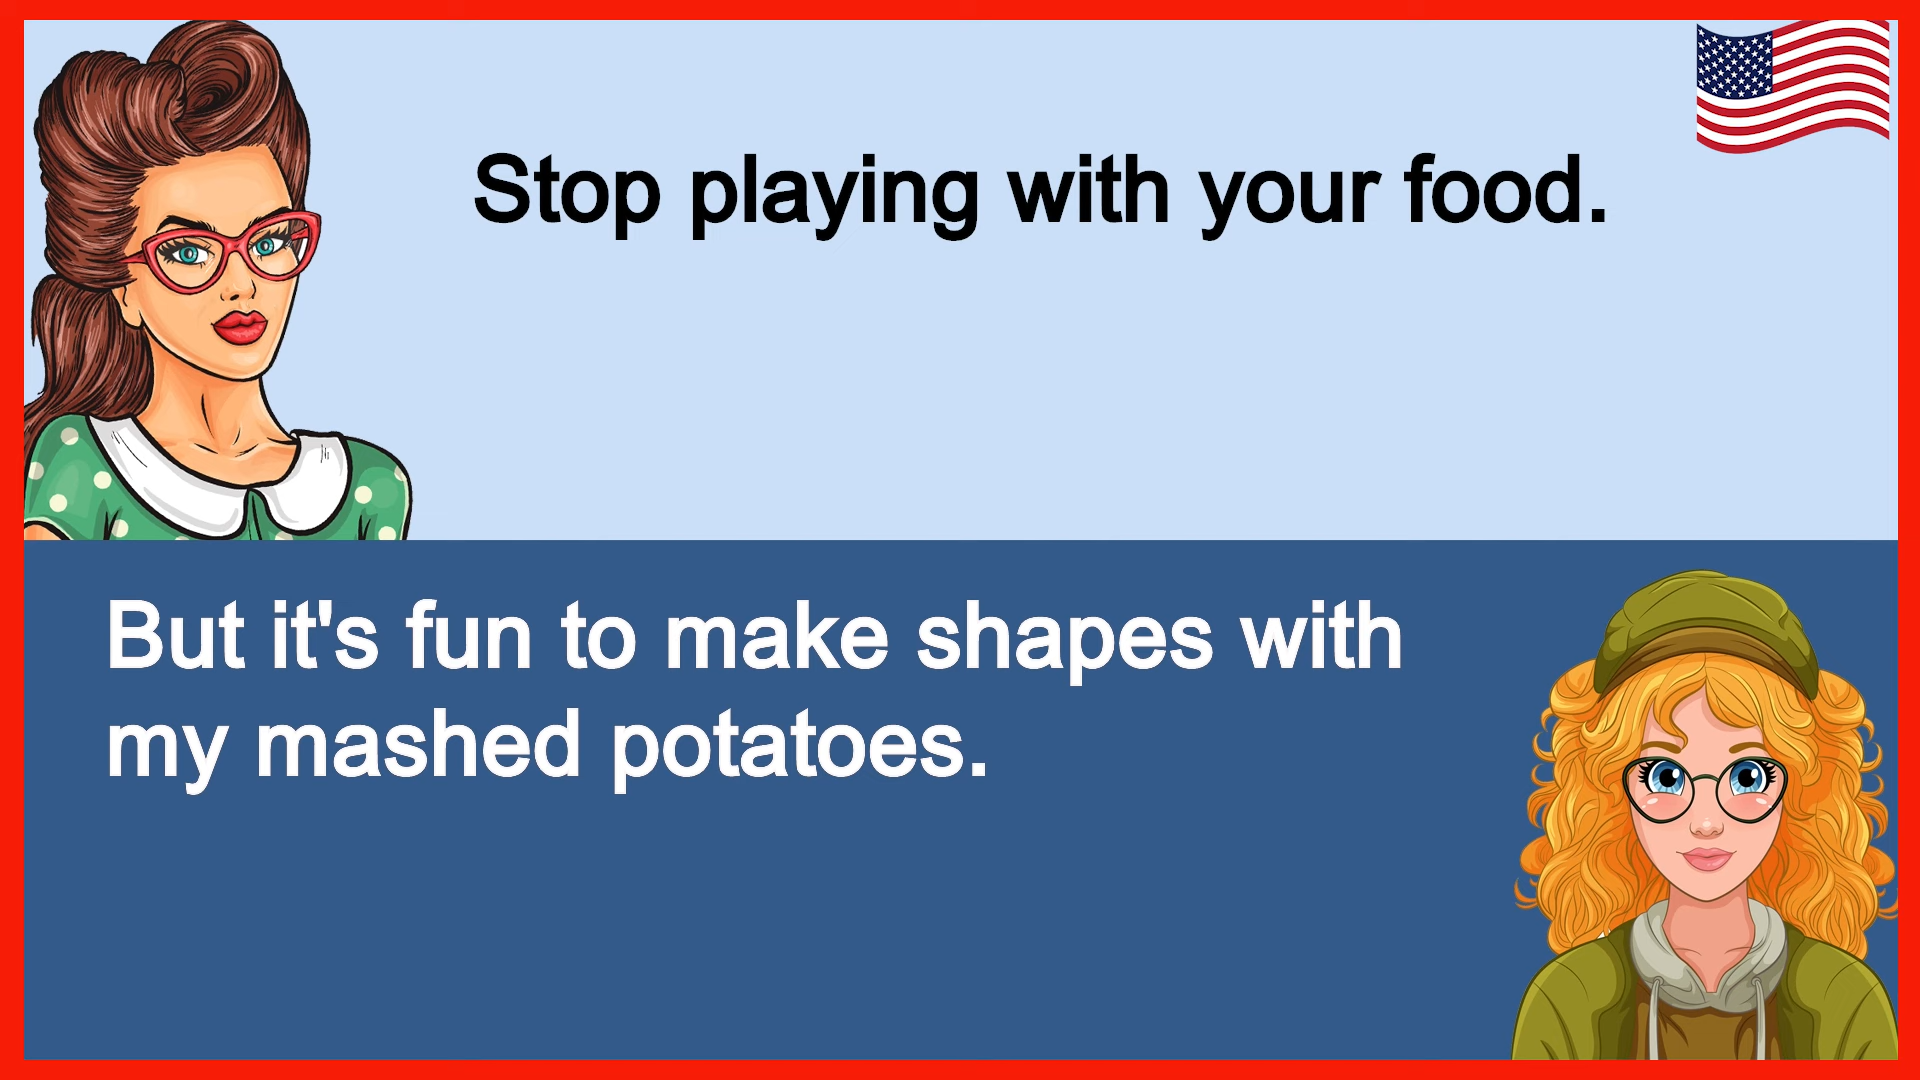 Stop playing with your food.
But it's fun to make shapes with
my mashed potatoes.